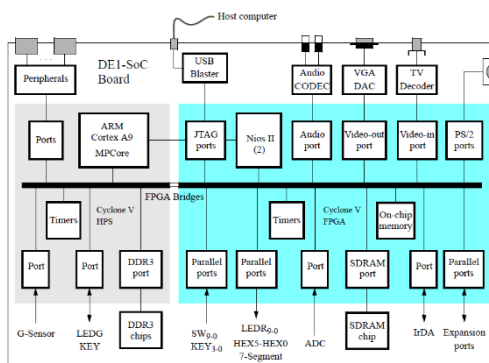 Host computer
DE1-SoC
Board
Peripherals
USB
Blaster
Audio
CODEC
VGA
DAC
TV
Decoder
Ports
ARM
Cortex A9
MPCore
JTAG
ports
Nios II
(2)
Audio
port
Video-out
port
Video-in
port
PS/2
ports
FPGA Bridges
Timers
Cyclone V
HPS
Timers
Cyclone V
FPGA
On-chip
memory
Port
Port
DDR3
port
Parallel
ports
Parallel
ports
Port
SDRAM
port
Port
Parallel
ports
G-Sensor
LEDG
KEY
DDR3
chips
SW9-0
KEY3-0
LEDR9-0
HEX5-HEX0
7-Segment
ADC
SDRAM
chip
IrDA
Expansion
ports